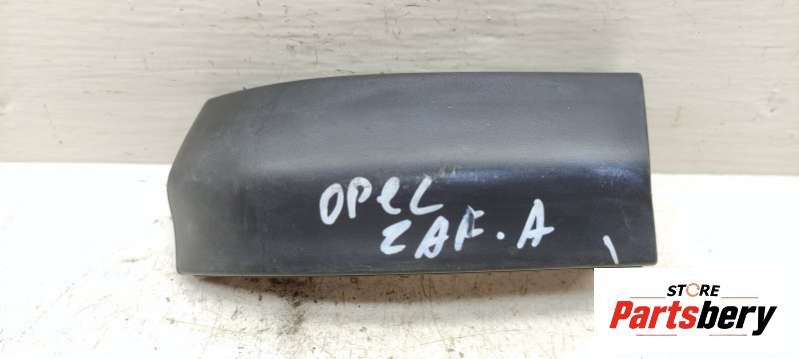 OPeL
ZAF. A
STORE
Partsbery